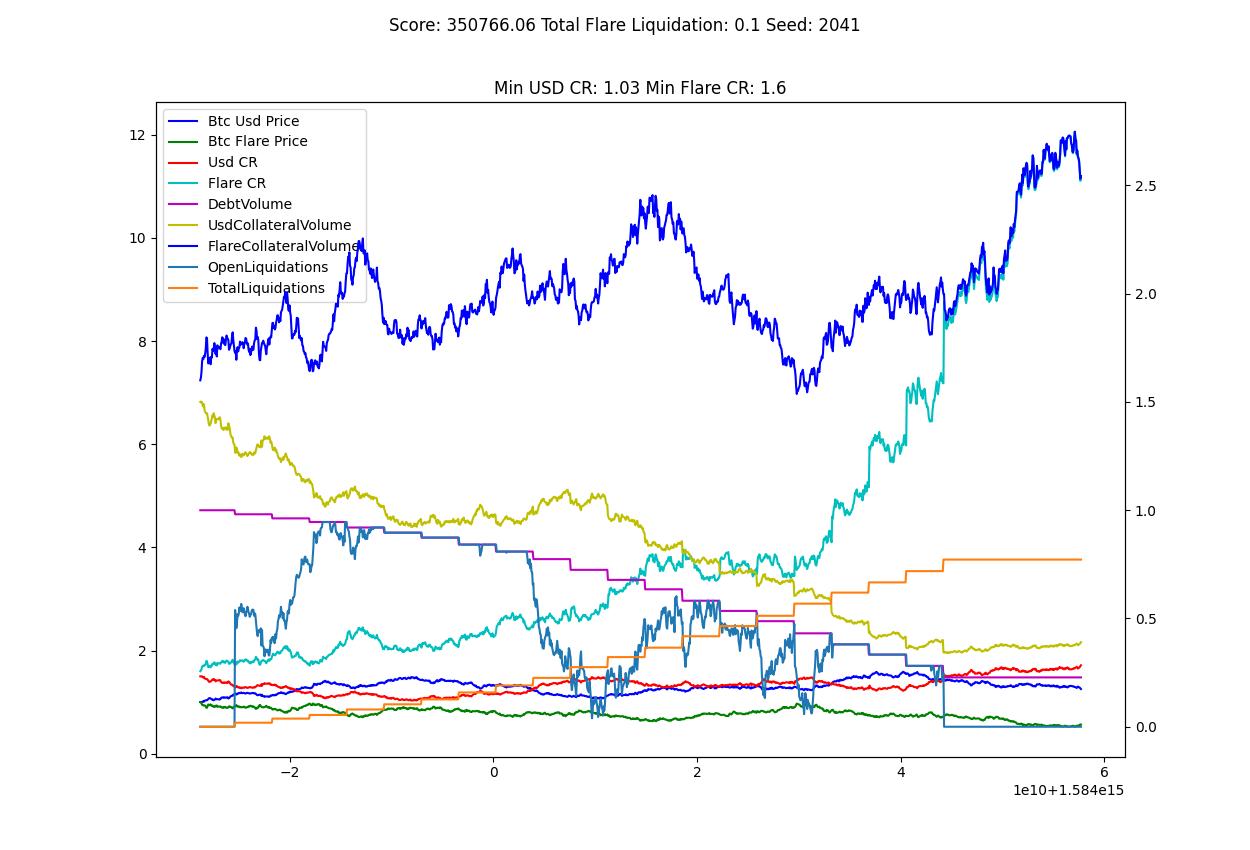 Score: 350766.06 Total Flare Liquidation: 0.1 Seed: 2041
Min USD CR: 1.03 Min Flare CR: 1.6
Btc Usd Price
Btc Flare Price
Usd CR
Flare CR
DebtVolume
UsdCollateralVolume
FlareCollateralVolume
OpenLiquidations
TotalLiquidations
12
10
8
6
4
2
0
2.5
2.0
1.5
1.0
0.5
0.0
−2 0 2 4 6
1e10+1.584e15